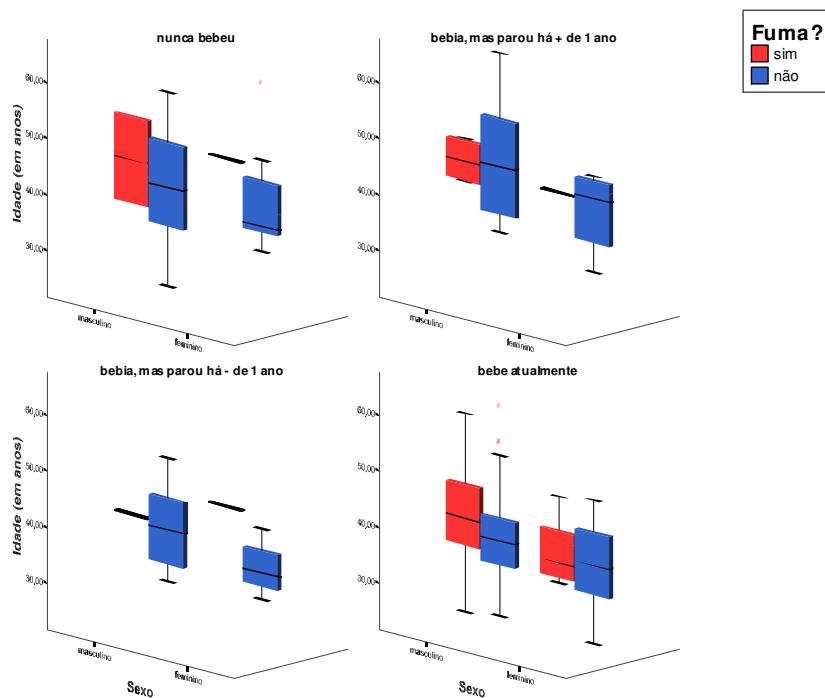 Fuma?
sim
não
nunca bebeu
bebia, mas parou há + de 1 ano
Idade (em anos)
60,00
50,00
40,00
30,00
masculino
feminino
60,00
50,00
40,00
30,00
masculino
feminino
bebia, mas parou há - de 1 ano
bebe atualmente
Idade (em anos)
60,00
50,00
40,00
30,00
masculino
feminino
Sexo
60,00
50,00
40,00
30,00
masculino
feminino
Sexo